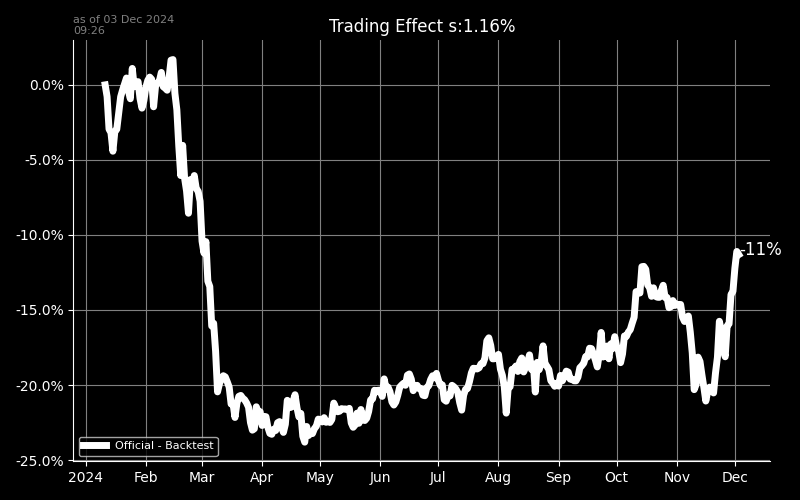 as of 03 Dec 2024
09:26
Trading Effect s:1.16%
0.0%
-5.0%
-10.0%
-11%
-15.0%
-20.0%
Official - Backtest
-25.0%
2024 Feb Mar Apr May Jun Jul Aug Sep Oct Nov Dec